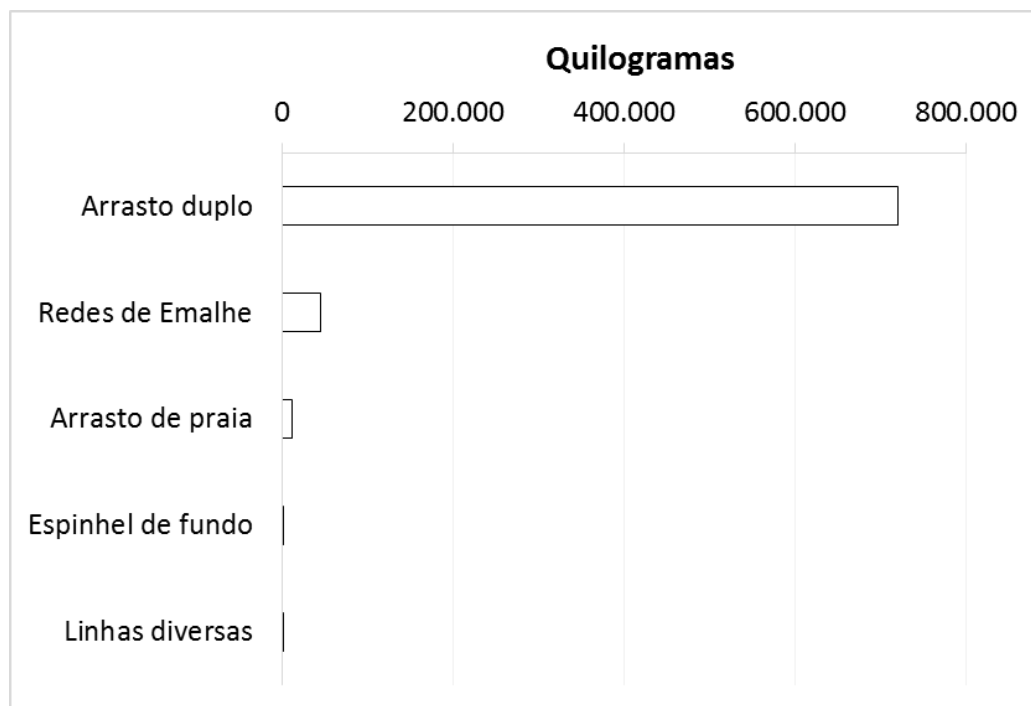 Quilogramas
0 200.000 400.000 600.000 800.000
Arrasto duplo
Redes de Emalhe
Arrasto de praia
Espinhel de fundo
Linhas diversas